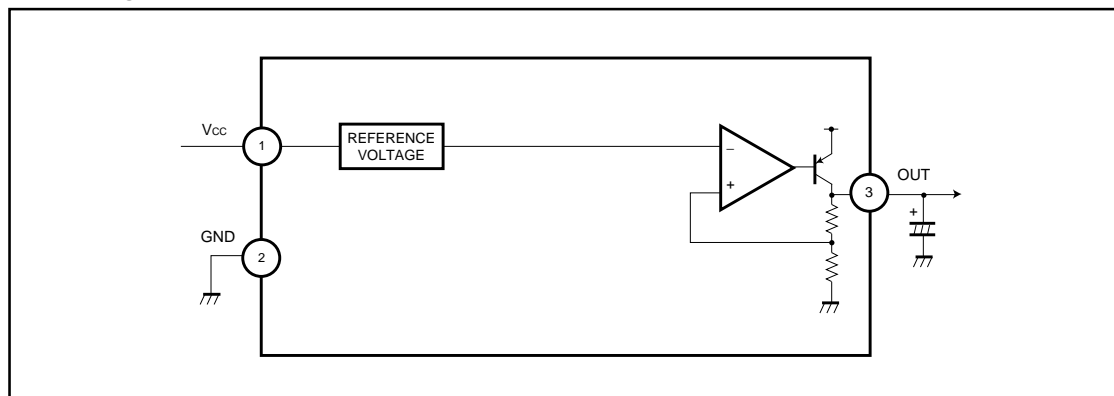 Vcc
1
REFERENCE
VOLTAGE
−
+
OUT
3
+
GND
2